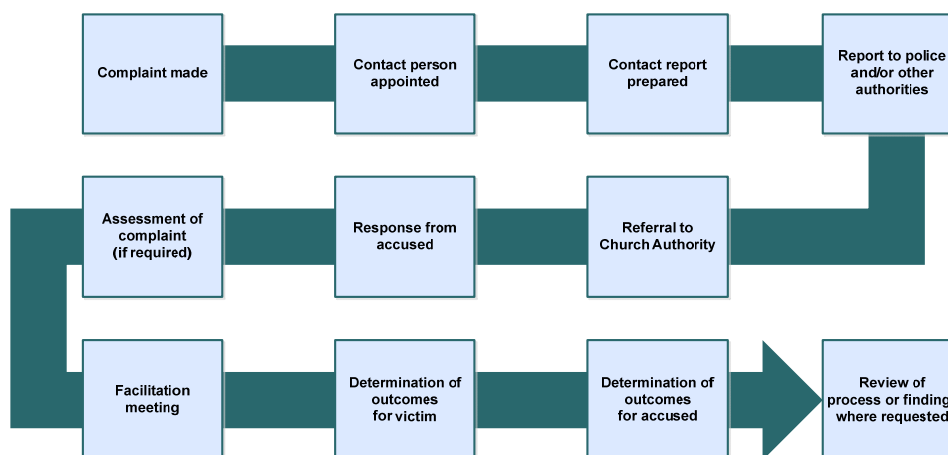 Complaint made
Contact person
appointed
Contact report
prepared
Report to police
and/or other
authorities
Assessment of
complaint
(if required)
Response from
accused
Referral to
Church Authority
Facilitation
meeting
Determination of
outcomes
for victim
Determination of
outcomes
for accused
Review of
process or finding
where requested